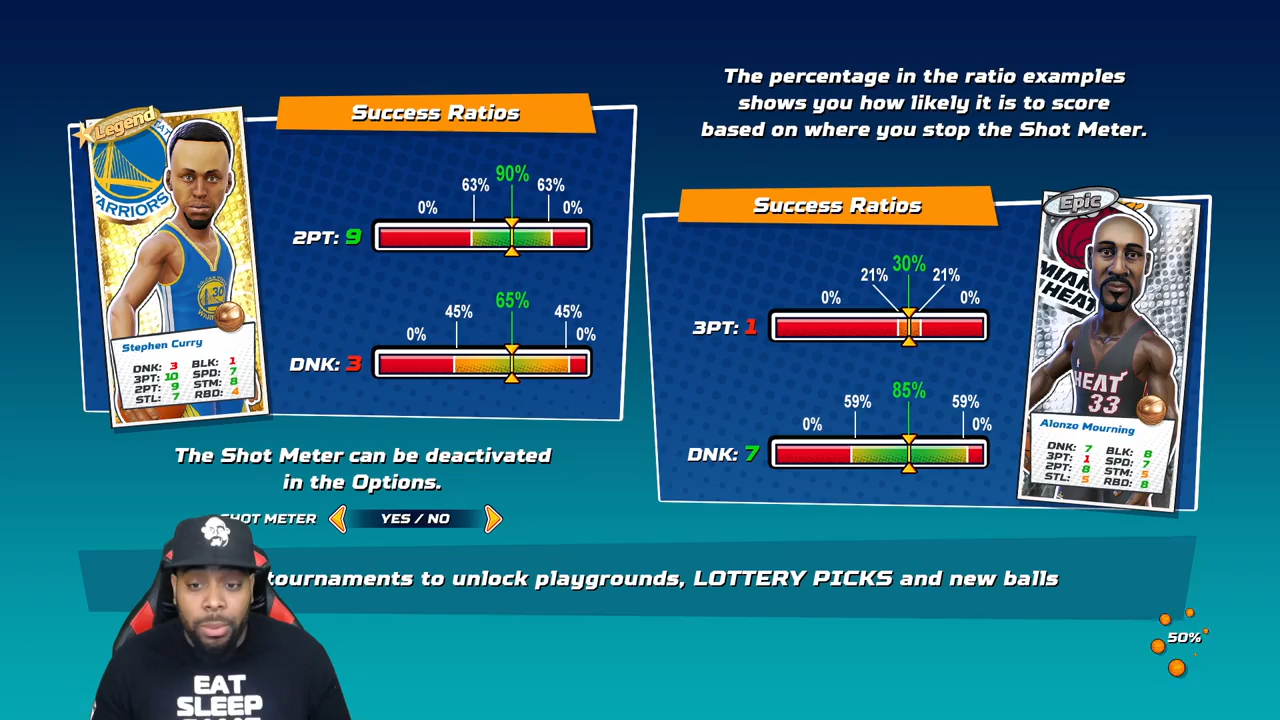 The percentage in the ratio examples
shows you how likely it is to score
based on where you stop the Shot Meter.
Legend
WARRIORS
30
Stephen Curry
DNK: 3 BLK: 1
3PT: 10 SPD: 7
2PT: 9 STM: 8
STL: 7 RBD: 4
Success Ratios
90%
63% 63%
0% 0%
2PT: 9
65%
45% 45%
0% 0%
DNK: 3
Success Ratios
30%
21% 21%
0% 0%
3PT: 1
85%
59% 59%
0% 0%
DNK: 7
Epic
MIAMI
HEAT
HEAT
33
Alonzo Mourning
DNK: 7 BLK: 8
3PT: 1 SPD: 7
2PT: 8 STM: 5
STL: 5 RBD: 8
The Shot Meter can be deactivated
in the Options.
SHOT METER YES / NO
tournaments to unlock playgrounds, LOTTERY PICKS and new balls
50%
EAT
SLEEP